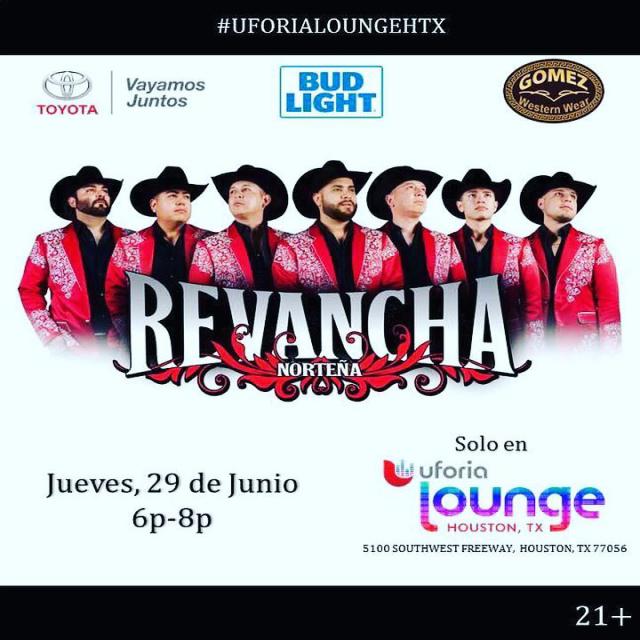 #UFORIALOUNGEHTX
TOYOTA
Vayamos
Juntos
BUD
LIGHT
GOMEZ
Western Wear
REVANCHA
NORTEÑA
Jueves, 29 de Junio
6p-8p
Solo en
uforia
lounge
HOUSTON, TX
5100 SOUTHWEST FREEWAY, HOUSTON, TX 77056
21+